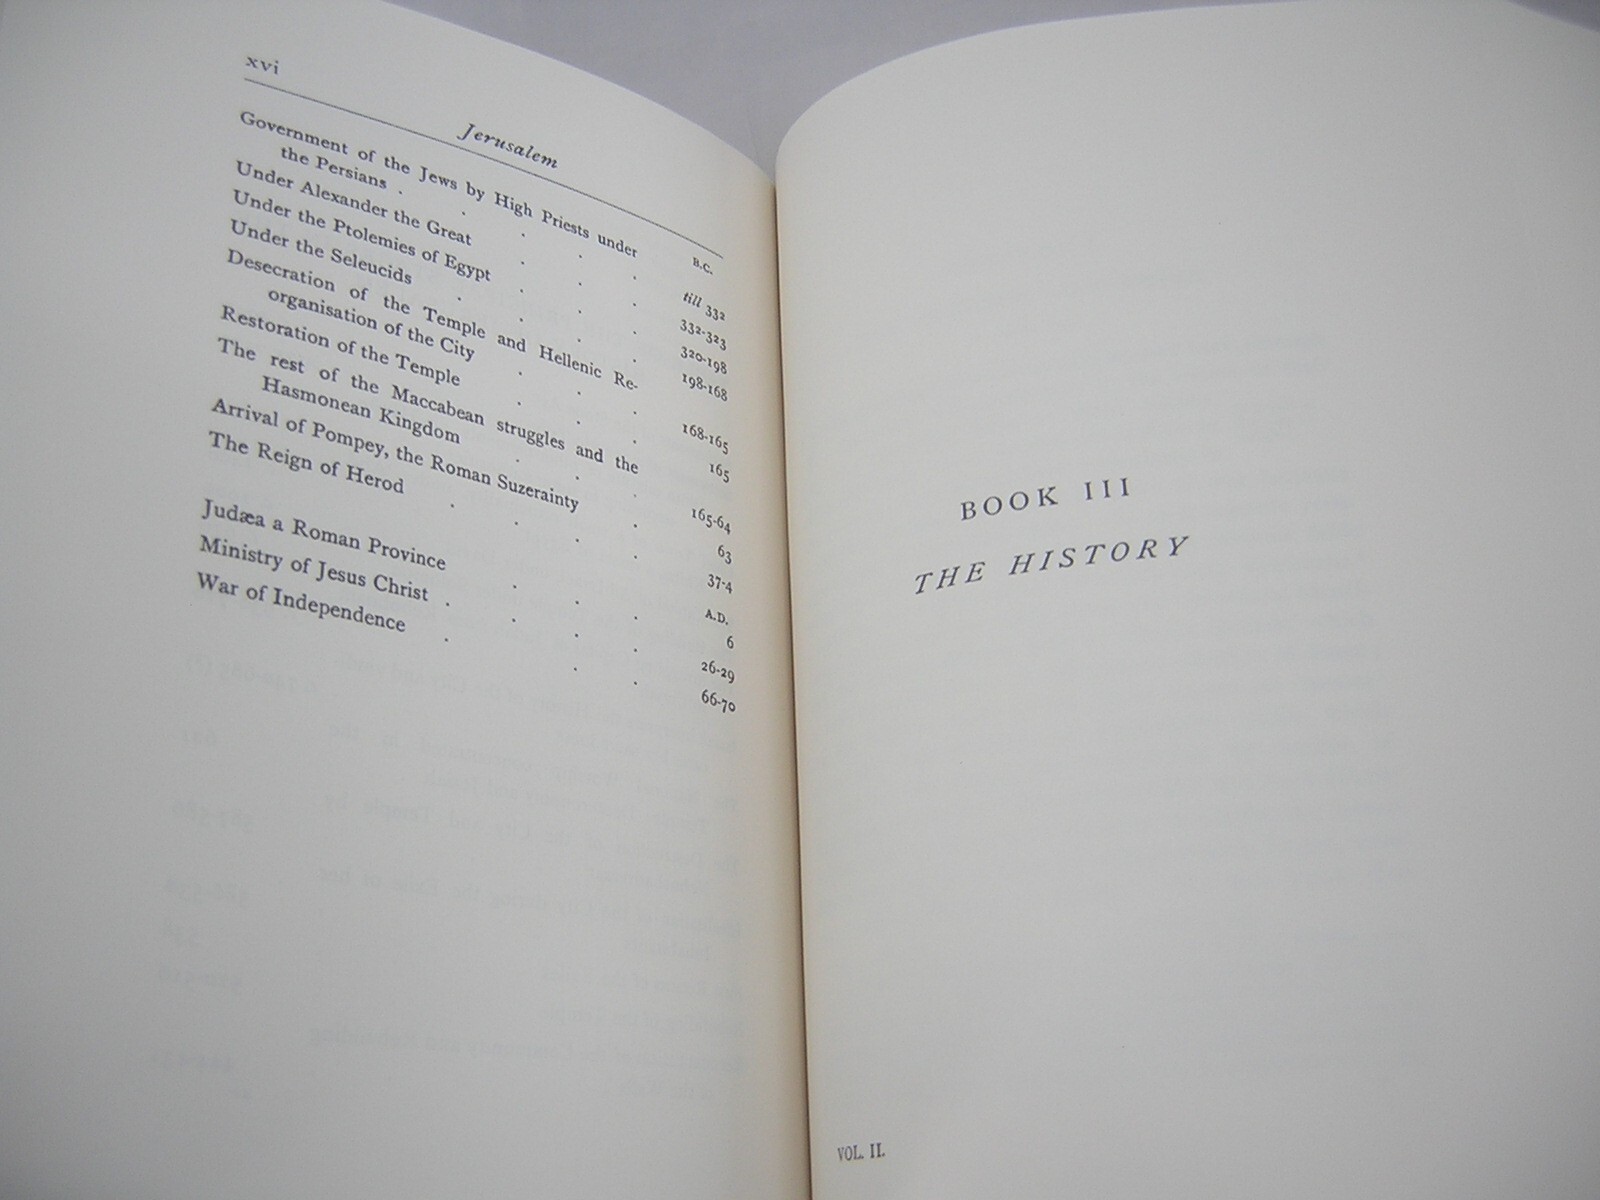 xvi
Jerusalem
B.C.
Government of the Jews by High Priests under
the Persians . . . . . till 332
Under Alexander the Great . . . 332-323
Under the Ptolemies of Egypt . . . 320-198
Under the Seleucids . . . . 198-168
Desecration of the Temple and Hellenic Re-
organisation of the City . . . 168-165
Restoration of the Temple . . . 165
The rest of the Maccabean struggles and the
Hasmonean Kingdom . . . 165-64
Arrival of Pompey, the Roman Suzerainty . 63
The Reign of Herod . . . . 37-4
A.D.
Judæa a Roman Province . . . 6
Ministry of Jesus Christ . . . . 26-29
War of Independence . . . 66-70
BOOK III
THE HISTORY
VOL. II.